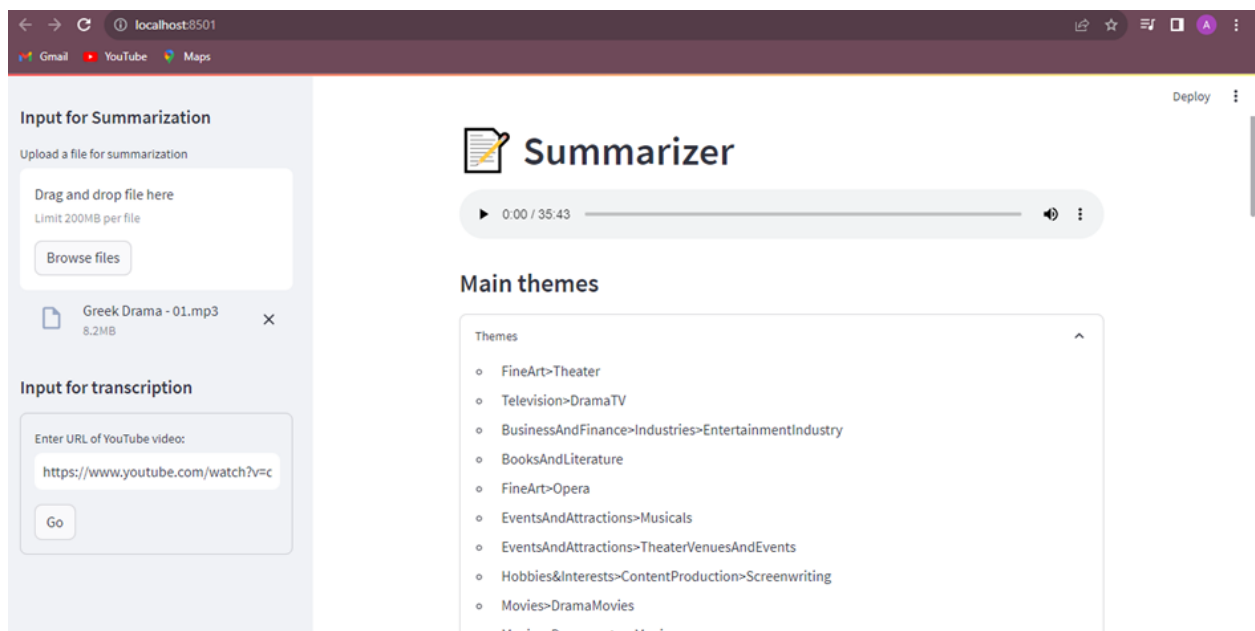 localhost:8501
A
Gmail
YouTube
Maps
Deploy
Input for Summarization
Upload a file for summarization
Drag and drop file here
Limit 200MB per file
Browse files
Greek Drama - 01.mp3
8.2MB
Input for transcription
Enter URL of YouTube video:
https://www.youtube.com/watch?v=c
Go
Summarizer
0:00 / 35:43
Main themes
Themes
FineArt>Theater
Television>DramaTV
BusinessAndFinance>Industries>EntertainmentIndustry
BooksAndLiterature
FineArt>Opera
EventsAndAttractions>Musicals
EventsAndAttractions>TheaterVenuesAndEvents
Hobbies&Interests>ContentProduction>Screenwriting
Movies>DramaMovies